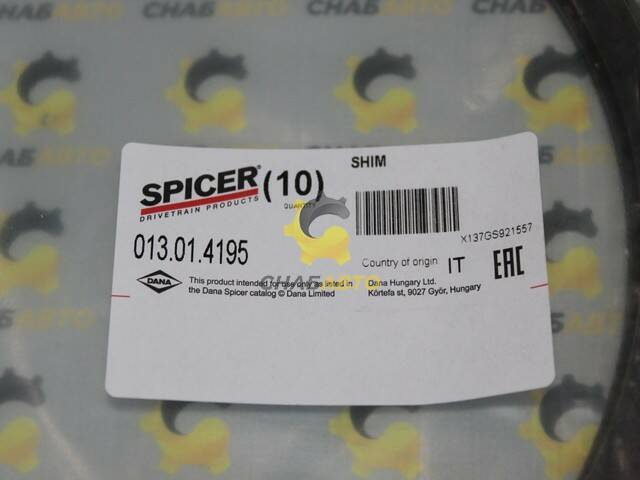 SHIM
SPICER® (10)
DRIVETRAIN PRODUCTS QUANTITY
X137GS921557
013.01.4195
Country of origin IT EAC
DANA This product intended for use only as listed in
the Dana Spicer catalog © Dana Limited
Dana Hungary Ltd.
Körtefa st, 9027 Győr, Hungary
СНАБАВТО